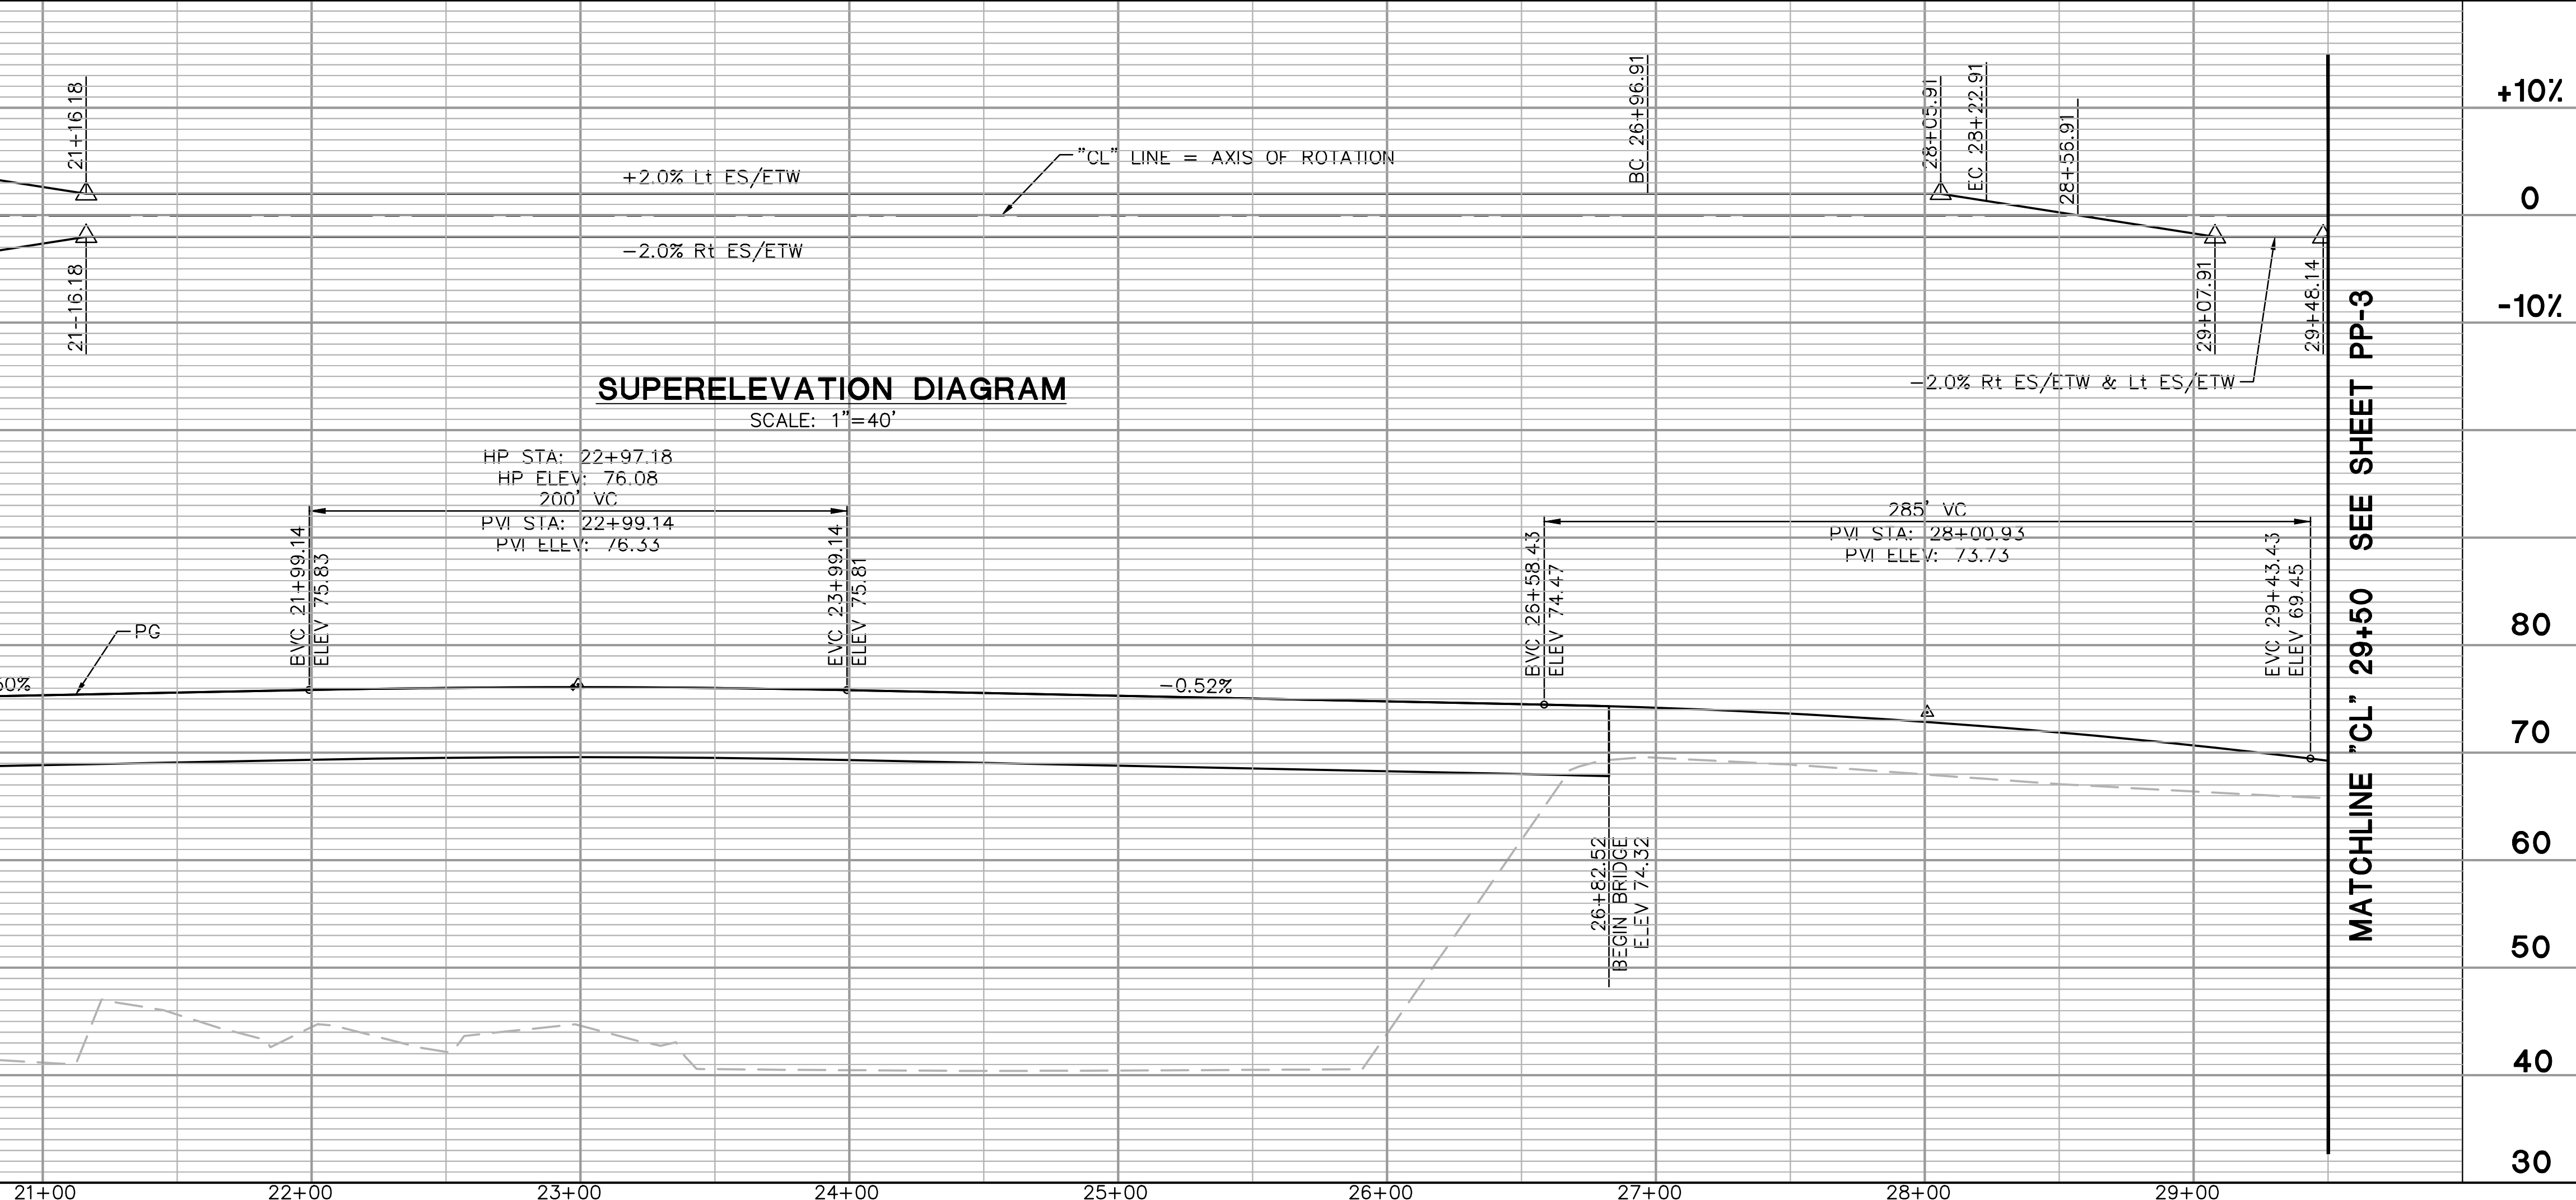 +10%
0
-10%
21+16.18
21+16.18
+2.0% Lt ES/ETW
-2.0% Rt ES/ETW
"CL" LINE = AXIS OF ROTATION
BC 26+96.91
28+05.91
EC 28+22.91
28+56.91
29+07.91
29+48.14
-2.0% Rt ES/ETW & Lt ES/ETW
SUPERELEVATION DIAGRAM
SCALE: 1"=40'
HP STA: 22+97.18
HP ELEV: 76.08
200' VC
PVI STA: 22+99.14
PVI ELEV: 76.33
BVC 21+99.14
ELEV 75.83
EVC 23+99.14
ELEV 75.81
285' VC
PVI STA: 28+00.93
PVI ELEV: 73.73
BVC 26+58.43
ELEV 74.47
EVC 29+43.43
ELEV 69.45
PG
50%
-0.52%
26+82.52
BEGIN BRIDGE
ELEV 74.32
MATCHLINE "CL" 29+50 SEE SHEET PP-3
80
70
60
50
40
30
21+00
22+00
23+00
24+00
25+00
26+00
27+00
28+00
29+00